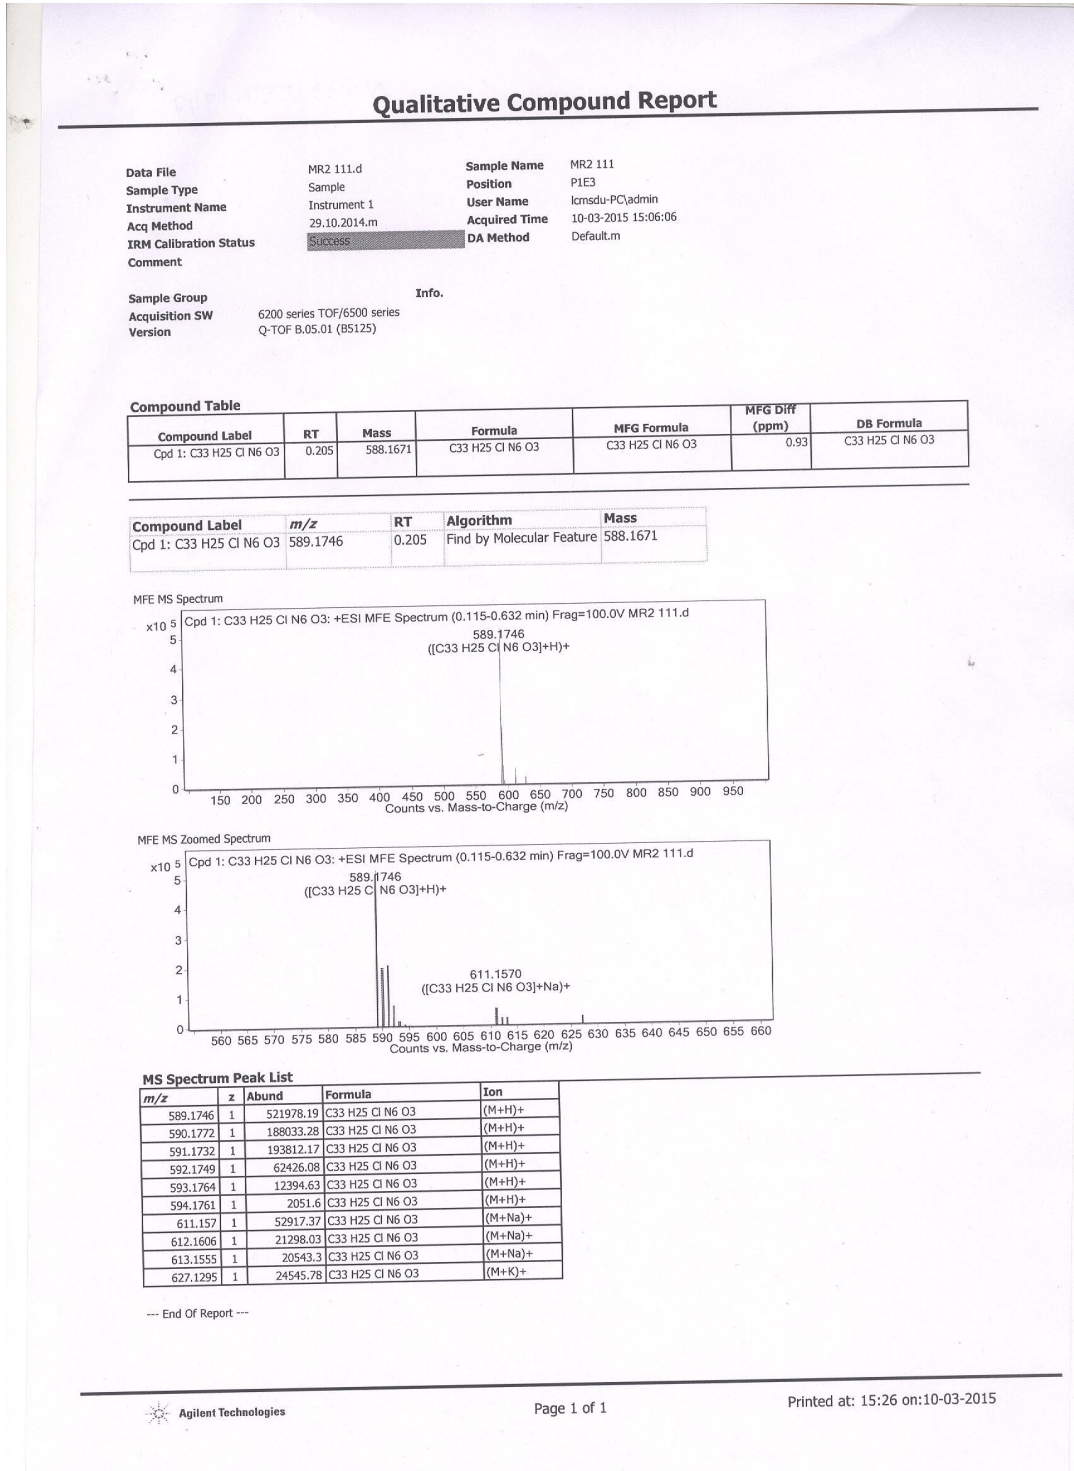 Qualitative Compound Report
Data File MR2 111.d Sample Name MR2 111
Sample Type Sample Position P1E3
Instrument Name Instrument 1 User Name lcmsdu-PC\admin
Acq Method 29.10.2014.m Acquired Time 10-03-2015 15:06:06
IRM Calibration Status Success DA Method Default.m
Comment
Sample Group Info.
Acquisition SW 6200 series TOF/6500 series
Version Q-TOF B.05.01 (B5125)
Compound Table
Compound Label RT Mass Formula MFG Formula MFG Diff (ppm) DB Formula
Cpd 1: C33 H25 Cl N6 O3 0.205 588.1671 C33 H25 Cl N6 O3 C33 H25 Cl N6 O3 0.93 C33 H25 Cl N6 O3
Compound Label m/z RT Algorithm Mass
Cpd 1: C33 H25 Cl N6 O3 589.1746 0.205 Find by Molecular Feature 588.1671
MFE MS Spectrum
x10 5 Cpd 1: C33 H25 Cl N6 O3: +ESI MFE Spectrum (0.115-0.632 min) Frag=100.0V MR2 111.d
589.1746
([C33 H25 Cl N6 O3]+H)+
5
4
3
2
1
0
150 200 250 300 350 400 450 500 550 600 650 700 750 800 850 900 950
Counts vs. Mass-to-Charge (m/z)
MFE MS Zoomed Spectrum
x10 5 Cpd 1: C33 H25 Cl N6 O3: +ESI MFE Spectrum (0.115-0.632 min) Frag=100.0V MR2 111.d
589.1746
([C33 H25 Cl N6 O3]+H)+
5
4
3
2
611.1570
([C33 H25 Cl N6 O3]+Na)+
1
0
560 565 570 575 580 585 590 595 600 605 610 615 620 625 630 635 640 645 650 655 660
Counts vs. Mass-to-Charge (m/z)
MS Spectrum Peak List
m/z z Abund Formula Ion
589.1746 1 521978.19 C33 H25 Cl N6 O3 (M+H)+
590.1772 1 188033.28 C33 H25 Cl N6 O3 (M+H)+
591.1732 1 193812.17 C33 H25 Cl N6 O3 (M+H)+
592.1749 1 62426.08 C33 H25 Cl N6 O3 (M+H)+
593.1764 1 12394.63 C33 H25 Cl N6 O3 (M+H)+
594.1761 1 2051.6 C33 H25 Cl N6 O3 (M+H)+
611.157 1 52917.37 C33 H25 Cl N6 O3 (M+Na)+
612.1606 1 21298.03 C33 H25 Cl N6 O3 (M+Na)+
613.1555 1 20543.3 C33 H25 Cl N6 O3 (M+Na)+
627.1295 1 24545.78 C33 H25 Cl N6 O3 (M+K)+
--- End Of Report ---
Agilent Technologies Page 1 of 1 Printed at: 15:26 on:10-03-2015